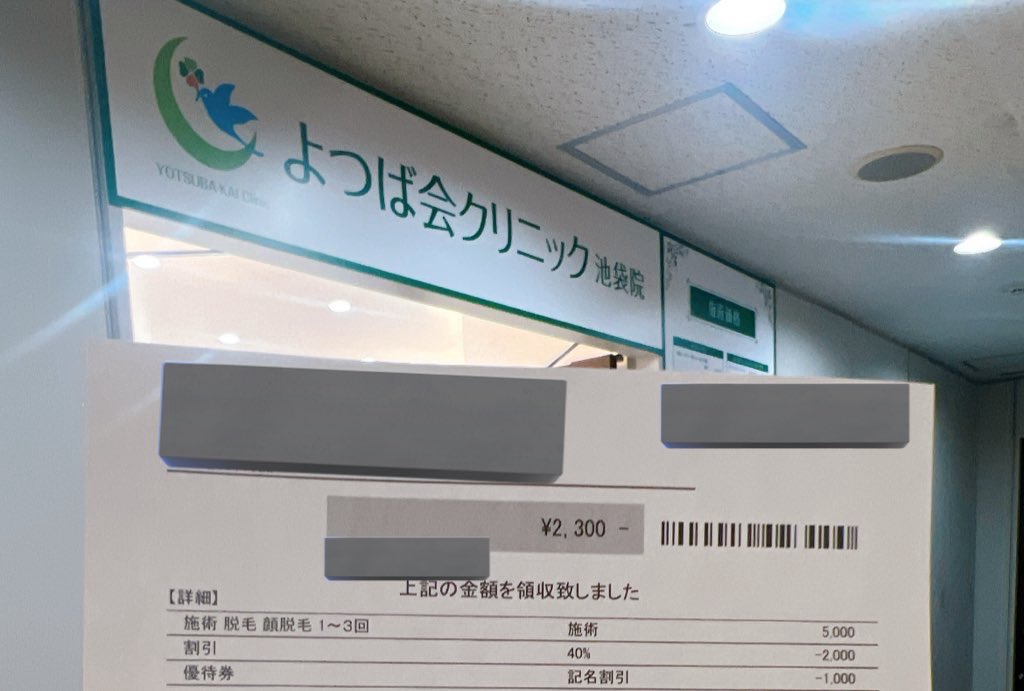 YOTSUBA-KAI Clinic
よつば会クリニック 池袋院
¥2,300 -
上記の金額を領収致しました
【詳細】
施術 脱毛 顔脱毛 1～3回 施術 5,000
割引 40% -2,000
優待券 記名割引 -1,000